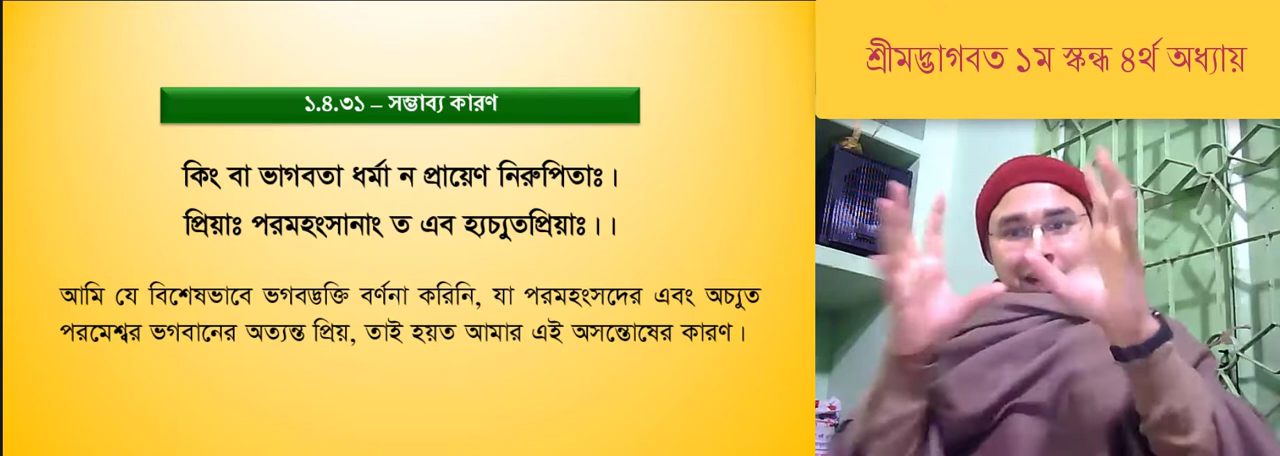 ১.৪.৩১ – সম্ভাব্য কারণ
কিং বা ভাগবতা ধর্মা ন প্রায়েণ নিরুপিতাঃ।
প্রিয়াঃ পরমহংসানাং ত এব হ্যচ্যুতপ্রিয়াঃ।।
আমি যে বিশেষভাবে ভগবদ্ভক্তি বর্ণনা করিনি, যা পরমহংসদের এবং অচ্যুত
পরমেশ্বর ভগবানের অত্যন্ত প্রিয়, তাই হয়ত আমার এই অসন্তোষের কারণ।
শ্রীমদ্ভাগবত ১ম স্কন্ধ ৪র্থ অধ্যায়